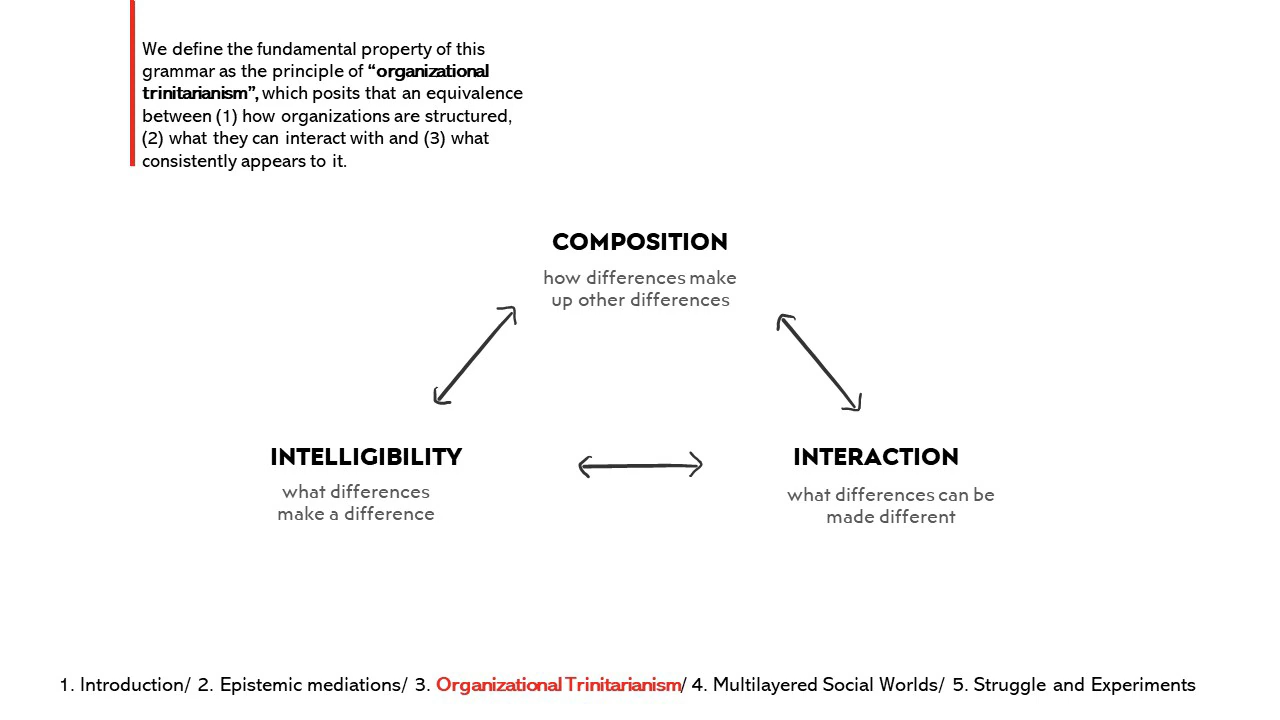 We define the fundamental property of this
grammar as the principle of “organizational
trinitarianism”, which posits that an equivalence
between (1) how organizations are structured,
(2) what they can interact with and (3) what
consistently appears to it.
COMPOSITION
how differences make
up other differences
INTELLIGIBILITY
what differences
make a difference
INTERACTION
what differences can be
made different
1. Introduction/ 2. Epistemic mediations/ 3. Organizational Trinitarianism/ 4. Multilayered Social Worlds/ 5. Struggle and Experiments